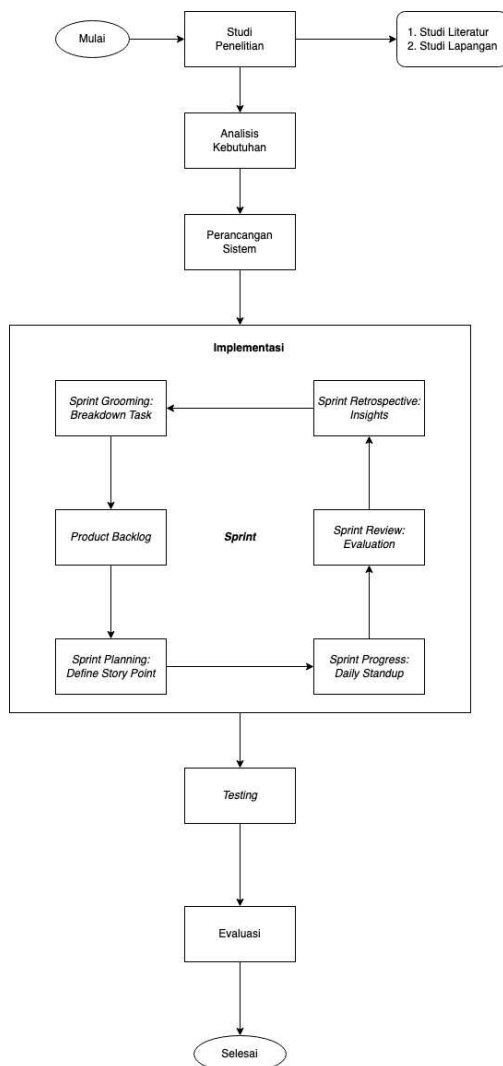 Mulai
Studi
Penelitian
1. Studi Literatur
2. Studi Lapangan
Analisis
Kebutuhan
Perancangan
Sistem
Implementasi
Sprint Grooming:
Breakdown Task
Sprint Retrospective:
Insights
Product Backlog
Sprint
Sprint Review:
Evaluation
Sprint Planning:
Define Story Point
Sprint Progress:
Daily Standup
Testing
Evaluasi
Selesai